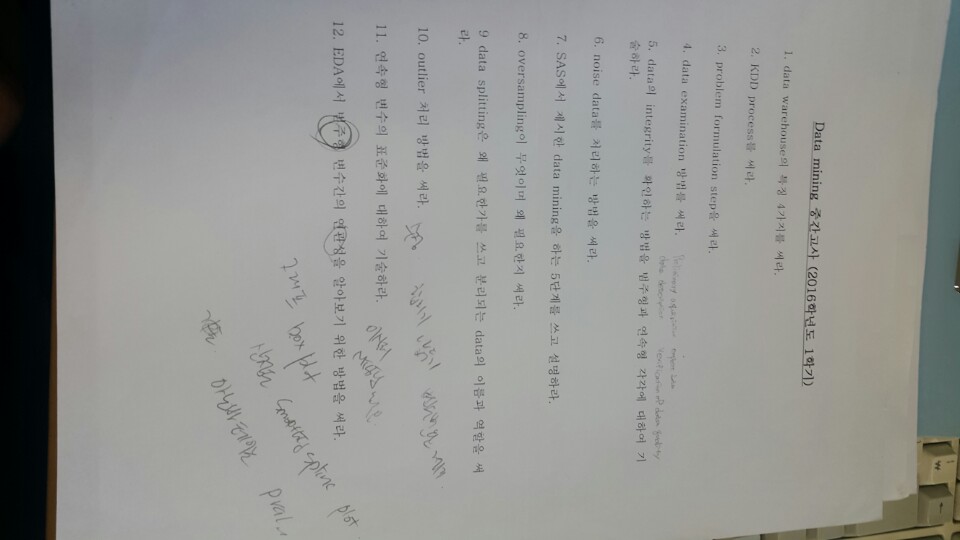 Data mining 중간고사 (2016학년도 1학기)
1. data warehouse의 특징 4가지를 써라.
2. KDD process를 써라.
3. problem formulation step을 써라.
4. data examination 방법을 써라.
data description
5. data의 integrity를 확인하는 방법을 범주형과 연속형 각각에 대하여 기
술하라.
6. noise data를 처리하는 방법을 써라.
7. SAS에서 제시한 data mining을 하는 5단계를 쓰고 설명하라.
8. oversampling이 무엇이며 왜 필요한지 써라.
9 data splitting은 왜 필요한가를 쓰고 분리되는 data의 이름과 역할을 써
라.
10. outlier 처리 방법을 써라.
11. 연속형 변수의 표준화에 대하여 기술하라.
12. EDA에서 범주형 변수간의 연관성을 알아보기 위한 방법을 써라.
그래프 box plot
smoothing spline plot